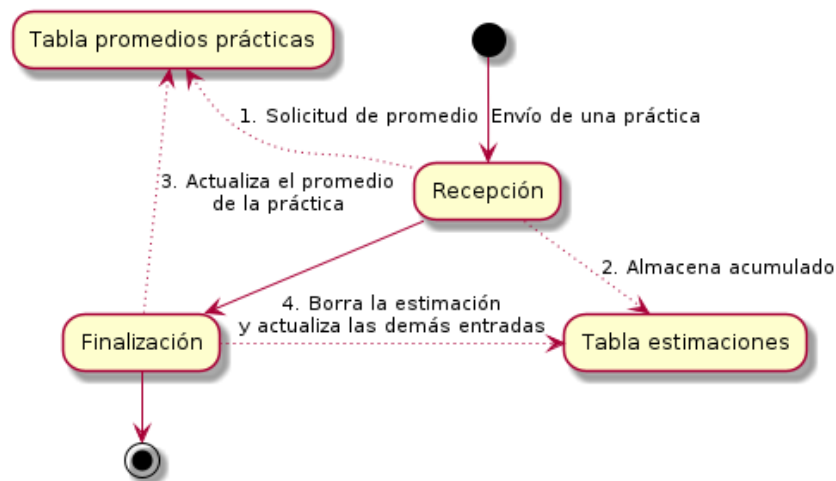 Tabla promedios prácticas
1. Solicitud de promedio
Envío de una práctica
3. Actualiza el promedio
de la práctica
Recepción
2. Almacena acumulado
4. Borra la estimación
y actualiza las demás entradas
Finalización
Tabla estimaciones